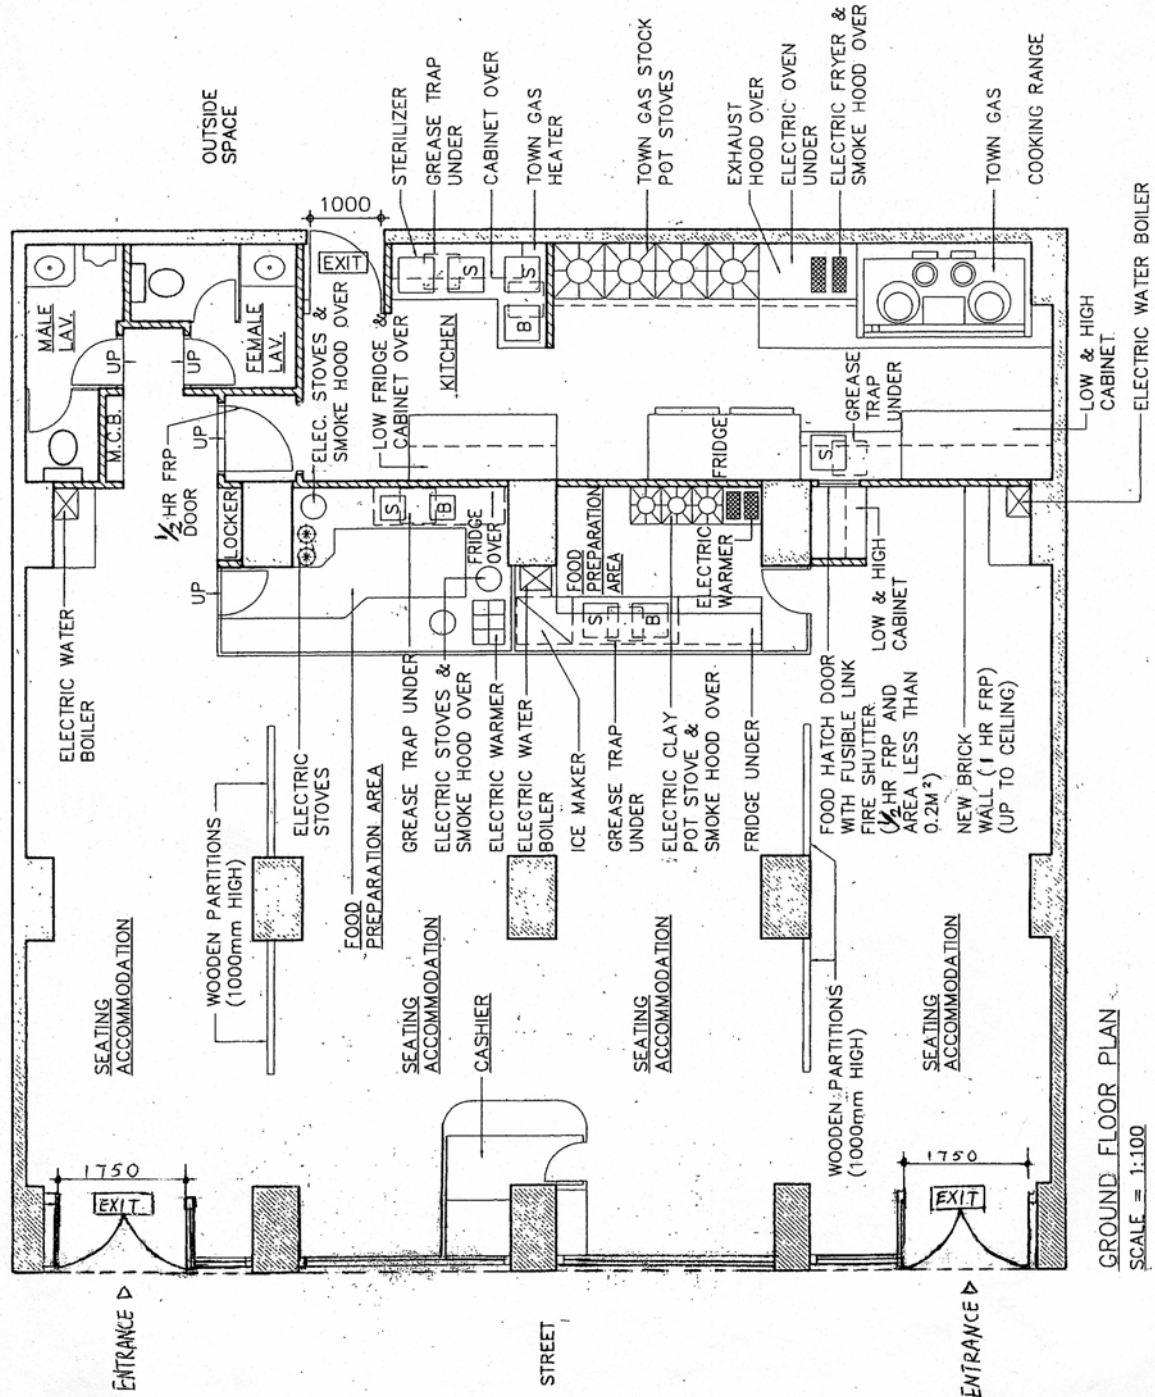 ENTRANCE
STREET
ENTRANCE
1750
EXIT
1750
EXIT
SEATING
ACCOMMODATION
WOODEN PARTITIONS
(1000mm HIGH)
ELECTRIC WATER
BOILER
MALE
LAV.
UP
M.C.B.
UP
FEMALE
LAV.
UP
½ HR FRP
DOOR
LOCKER
UP
OUTSIDE
SPACE
1000
EXIT
ELECTRIC
STOVES
ELEC. STOVES &
SMOKE HOOD OVER
FOOD
PREPARATION AREA
LOW FRIDGE &
CABINET OVER
STERILIZER
GREASE TRAP
UNDER
CABINET OVER
TOWN GAS
HEATER
KITCHEN
S
S
B
SEATING
ACCOMMODATION
CASHIER
GREASE TRAP UNDER
S
B
FRIDGE
OVER
ELECTRIC STOVES &
SMOKE HOOD OVER
ELECTRIC WARMER
ELECTRIC WATER
BOILER
ICE MAKER
FOOD
PREPARATION
AREA
S
B
GREASE TRAP
UNDER
ELECTRIC CLAY
POT STOVE &
SMOKE HOOD OVER
ELECTRIC
WARMER
FRIDGE UNDER
TOWN GAS STOCK
POT STOVES
EXHAUST
HOOD OVER
ELECTRIC OVEN
UNDER
ELECTRIC FRYER &
SMOKE HOOD OVER
FRIDGE
S
GREASE
TRAP
UNDER
SEATING
ACCOMMODATION
WOODEN PARTITIONS
(1000mm HIGH)
FOOD HATCH DOOR
WITH FUSIBLE LINK
FIRE SHUTTER.
(½ HR FRP AND
AREA LESS THAN
0.2M²)
LOW & HIGH
CABINET
SEATING
ACCOMMODATION
NEW BRICK
WALL (1 HR FRP)
(UP TO CEILING)
TOWN GAS
COOKING RANGE
LOW & HIGH
CABINET
ELECTRIC WATER BOILER
GROUND FLOOR PLAN
SCALE = 1:100